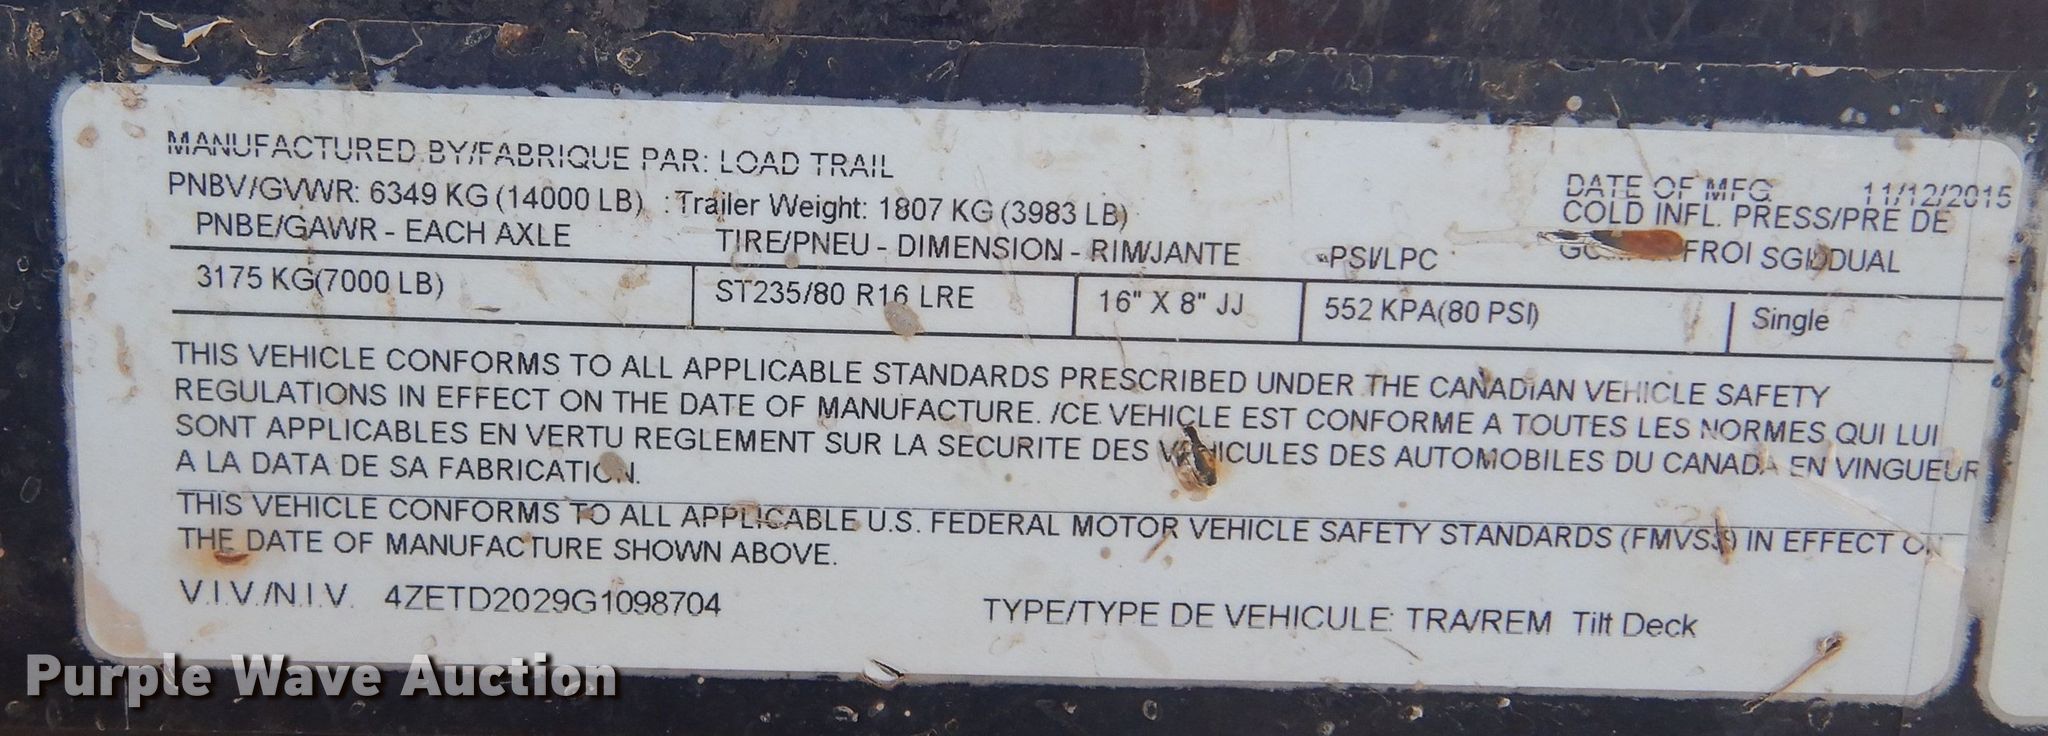 MANUFACTURED BY/FABRIQUE PAR: LOAD TRAIL
DATE OF MFG. 11/12/2015
PNBV/GVWR: 6349 KG (14000 LB) : Trailer Weight: 1807 KG (3983 LB)
COLD INFL. PRESS/PRE DE
PNBE/GAWR - EACH AXLE TIRE/PNEU - DIMENSION - RIM/JANTE -PSI/LPC FROI SGL/DUAL
3175 KG(7000 LB) ST235/80 R16 LRE 16" X 8" JJ 552 KPA(80 PSI) Single
THIS VEHICLE CONFORMS TO ALL APPLICABLE STANDARDS PRESCRIBED UNDER THE CANADIAN VEHICLE SAFETY
REGULATIONS IN EFFECT ON THE DATE OF MANUFACTURE. /CE VEHICLE EST CONFORME A TOUTES LES NORMES QUI LUI
SONT APPLICABLES EN VERTU REGLEMENT SUR LA SECURITE DES VEHICULES DES AUTOMOBILES DU CANADA EN VINGUEUR
A LA DATA DE SA FABRICATION.
THIS VEHICLE CONFORMS TO ALL APPLICABLE U.S. FEDERAL MOTOR VEHICLE SAFETY STANDARDS (FMVSS) IN EFFECT ON
THE DATE OF MANUFACTURE SHOWN ABOVE.
V.I.V./N.I.V. 4ZETD2029G1098704 TYPE/TYPE DE VEHICULE: TRA/REM Tilt Deck
Purple Wave Auction